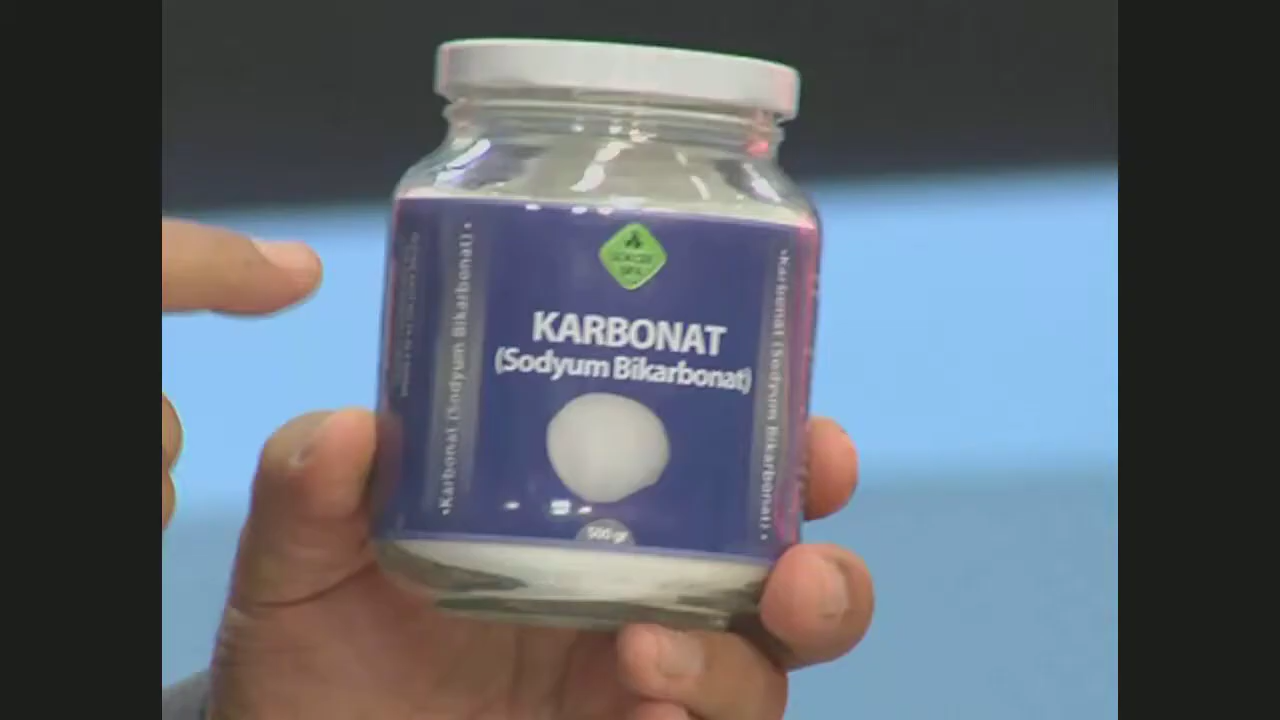 KARBONAT
(Sodyum Bikarbonat)
500 gr
•Karbonat (Sodyum Bikarbonat)•
•Karbonat (Sodyum Bikarbonat)•